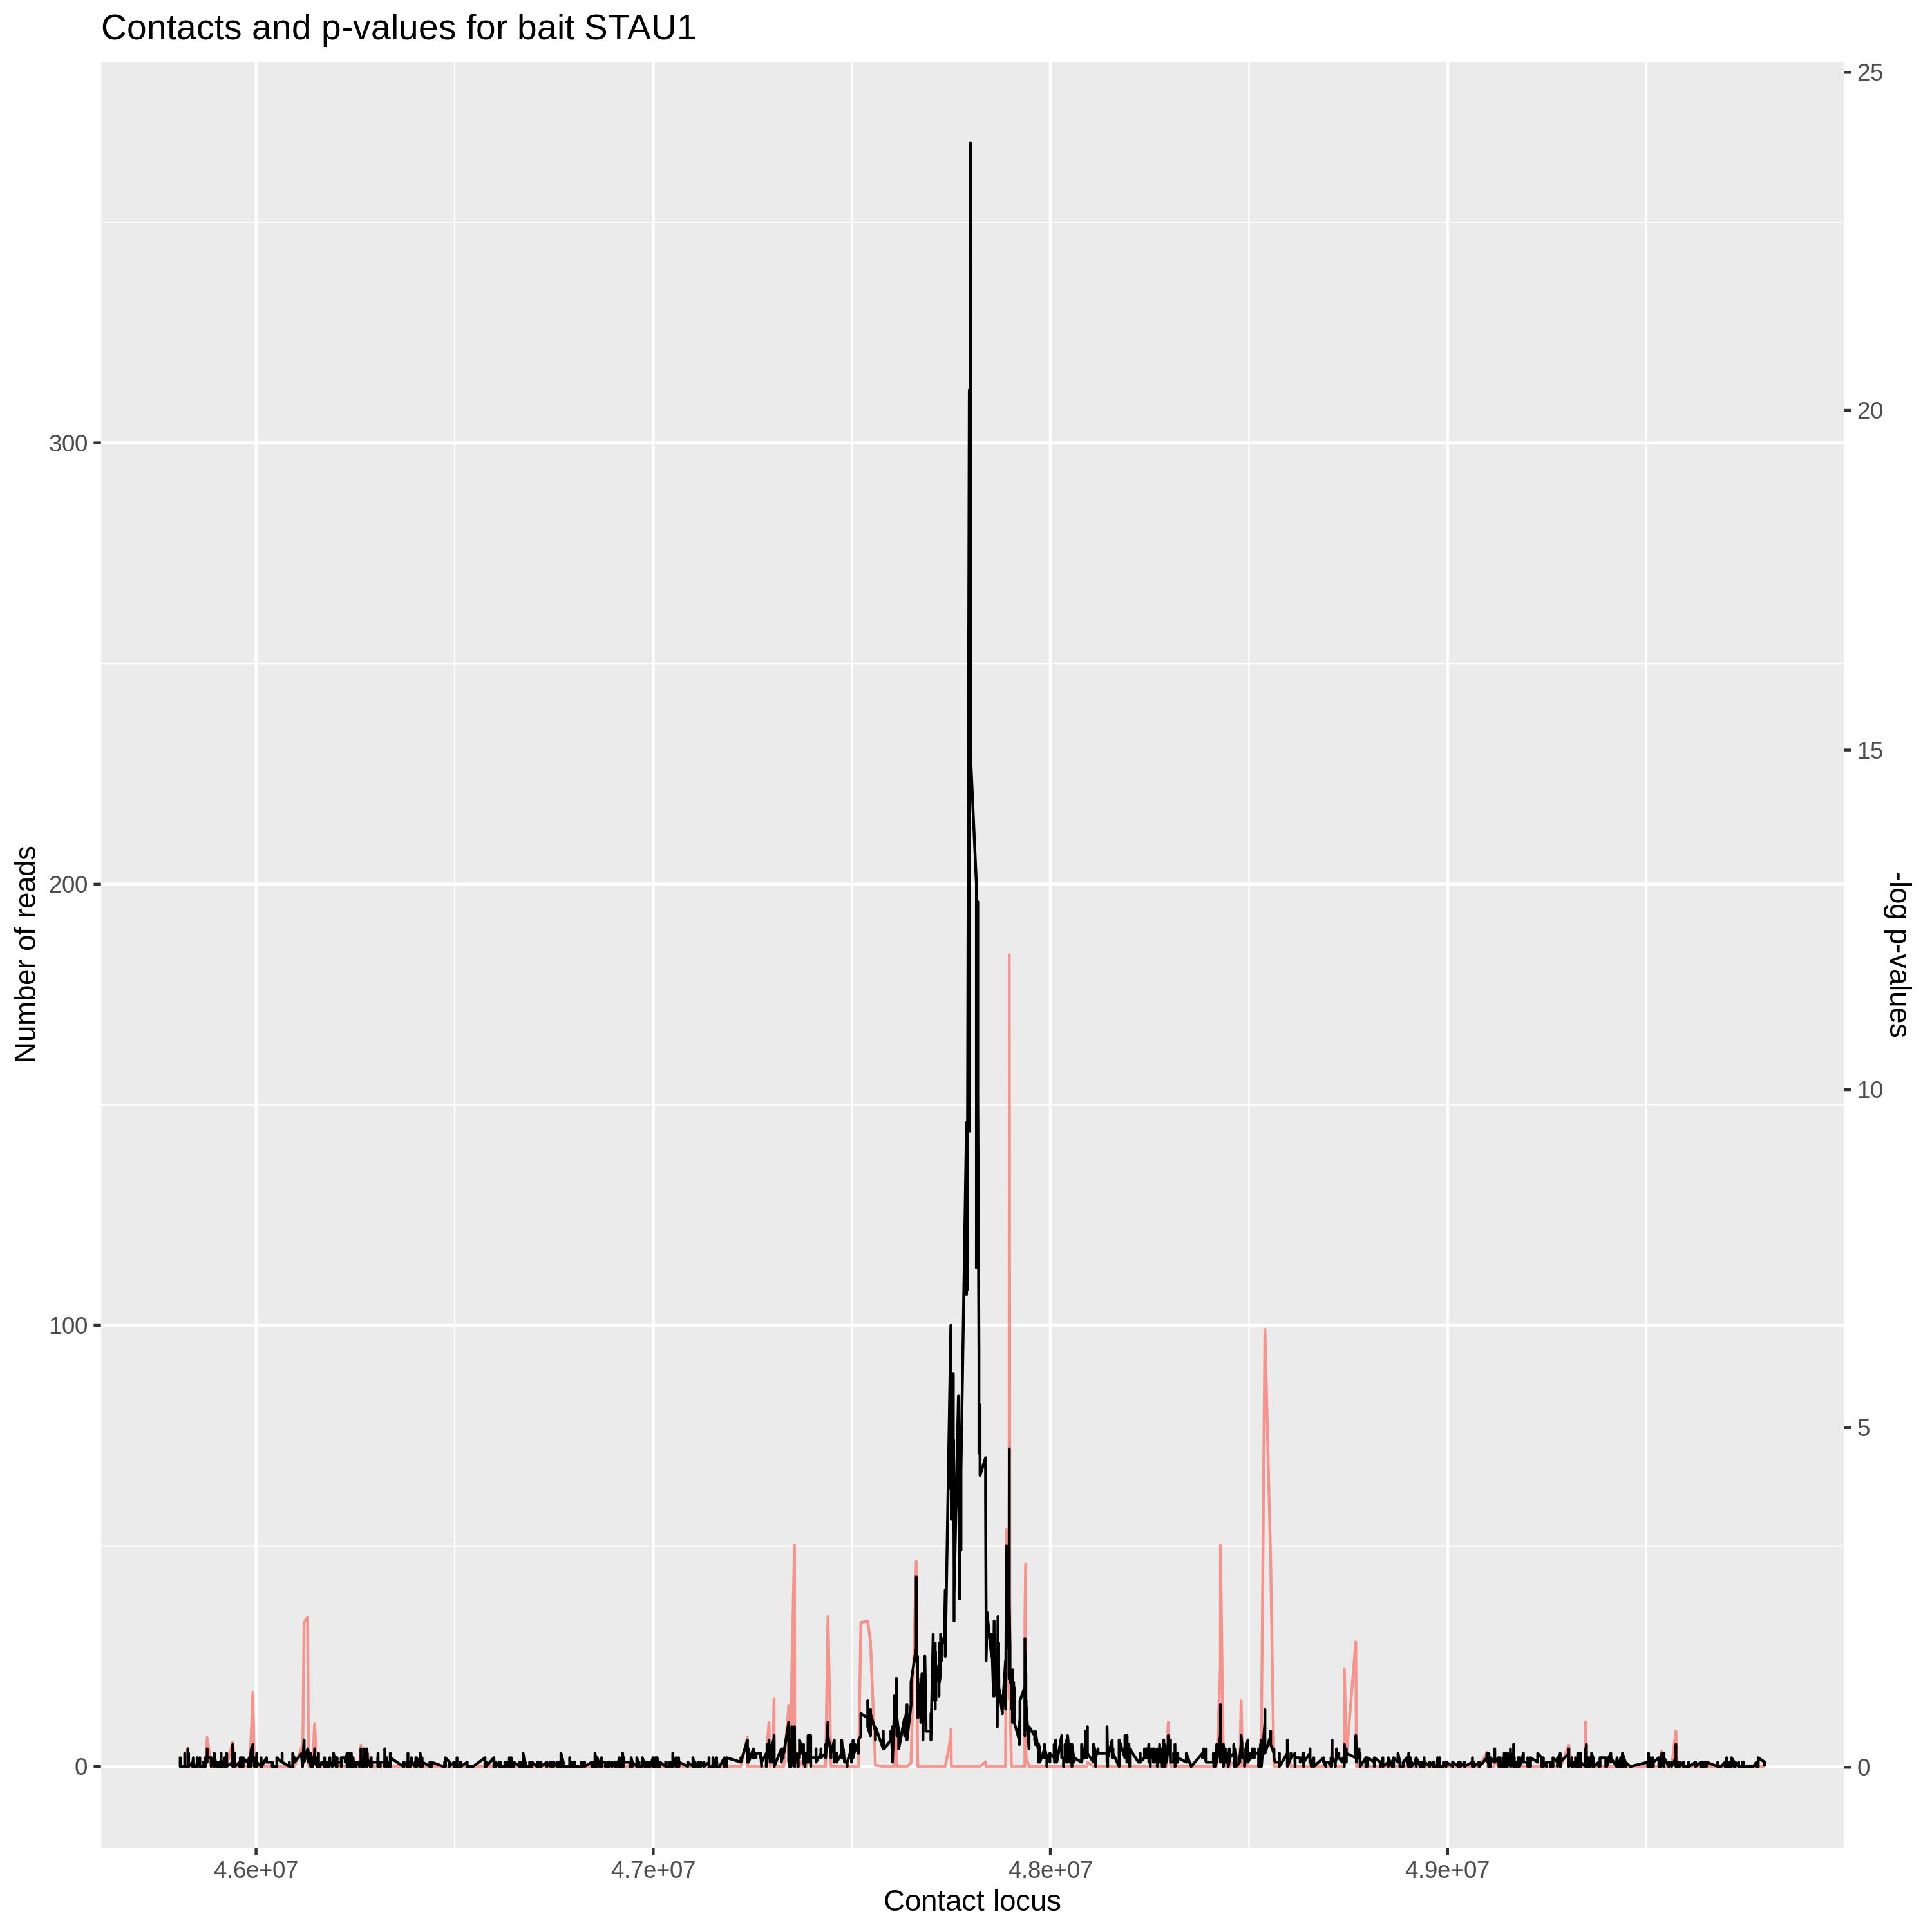 Contacts and p-values for bait STAU1
Number of reads
300
200
100
0
25
20
15
10
5
0
-log p-values
4.6e+07
4.7e+07
4.8e+07
4.9e+07
Contact locus